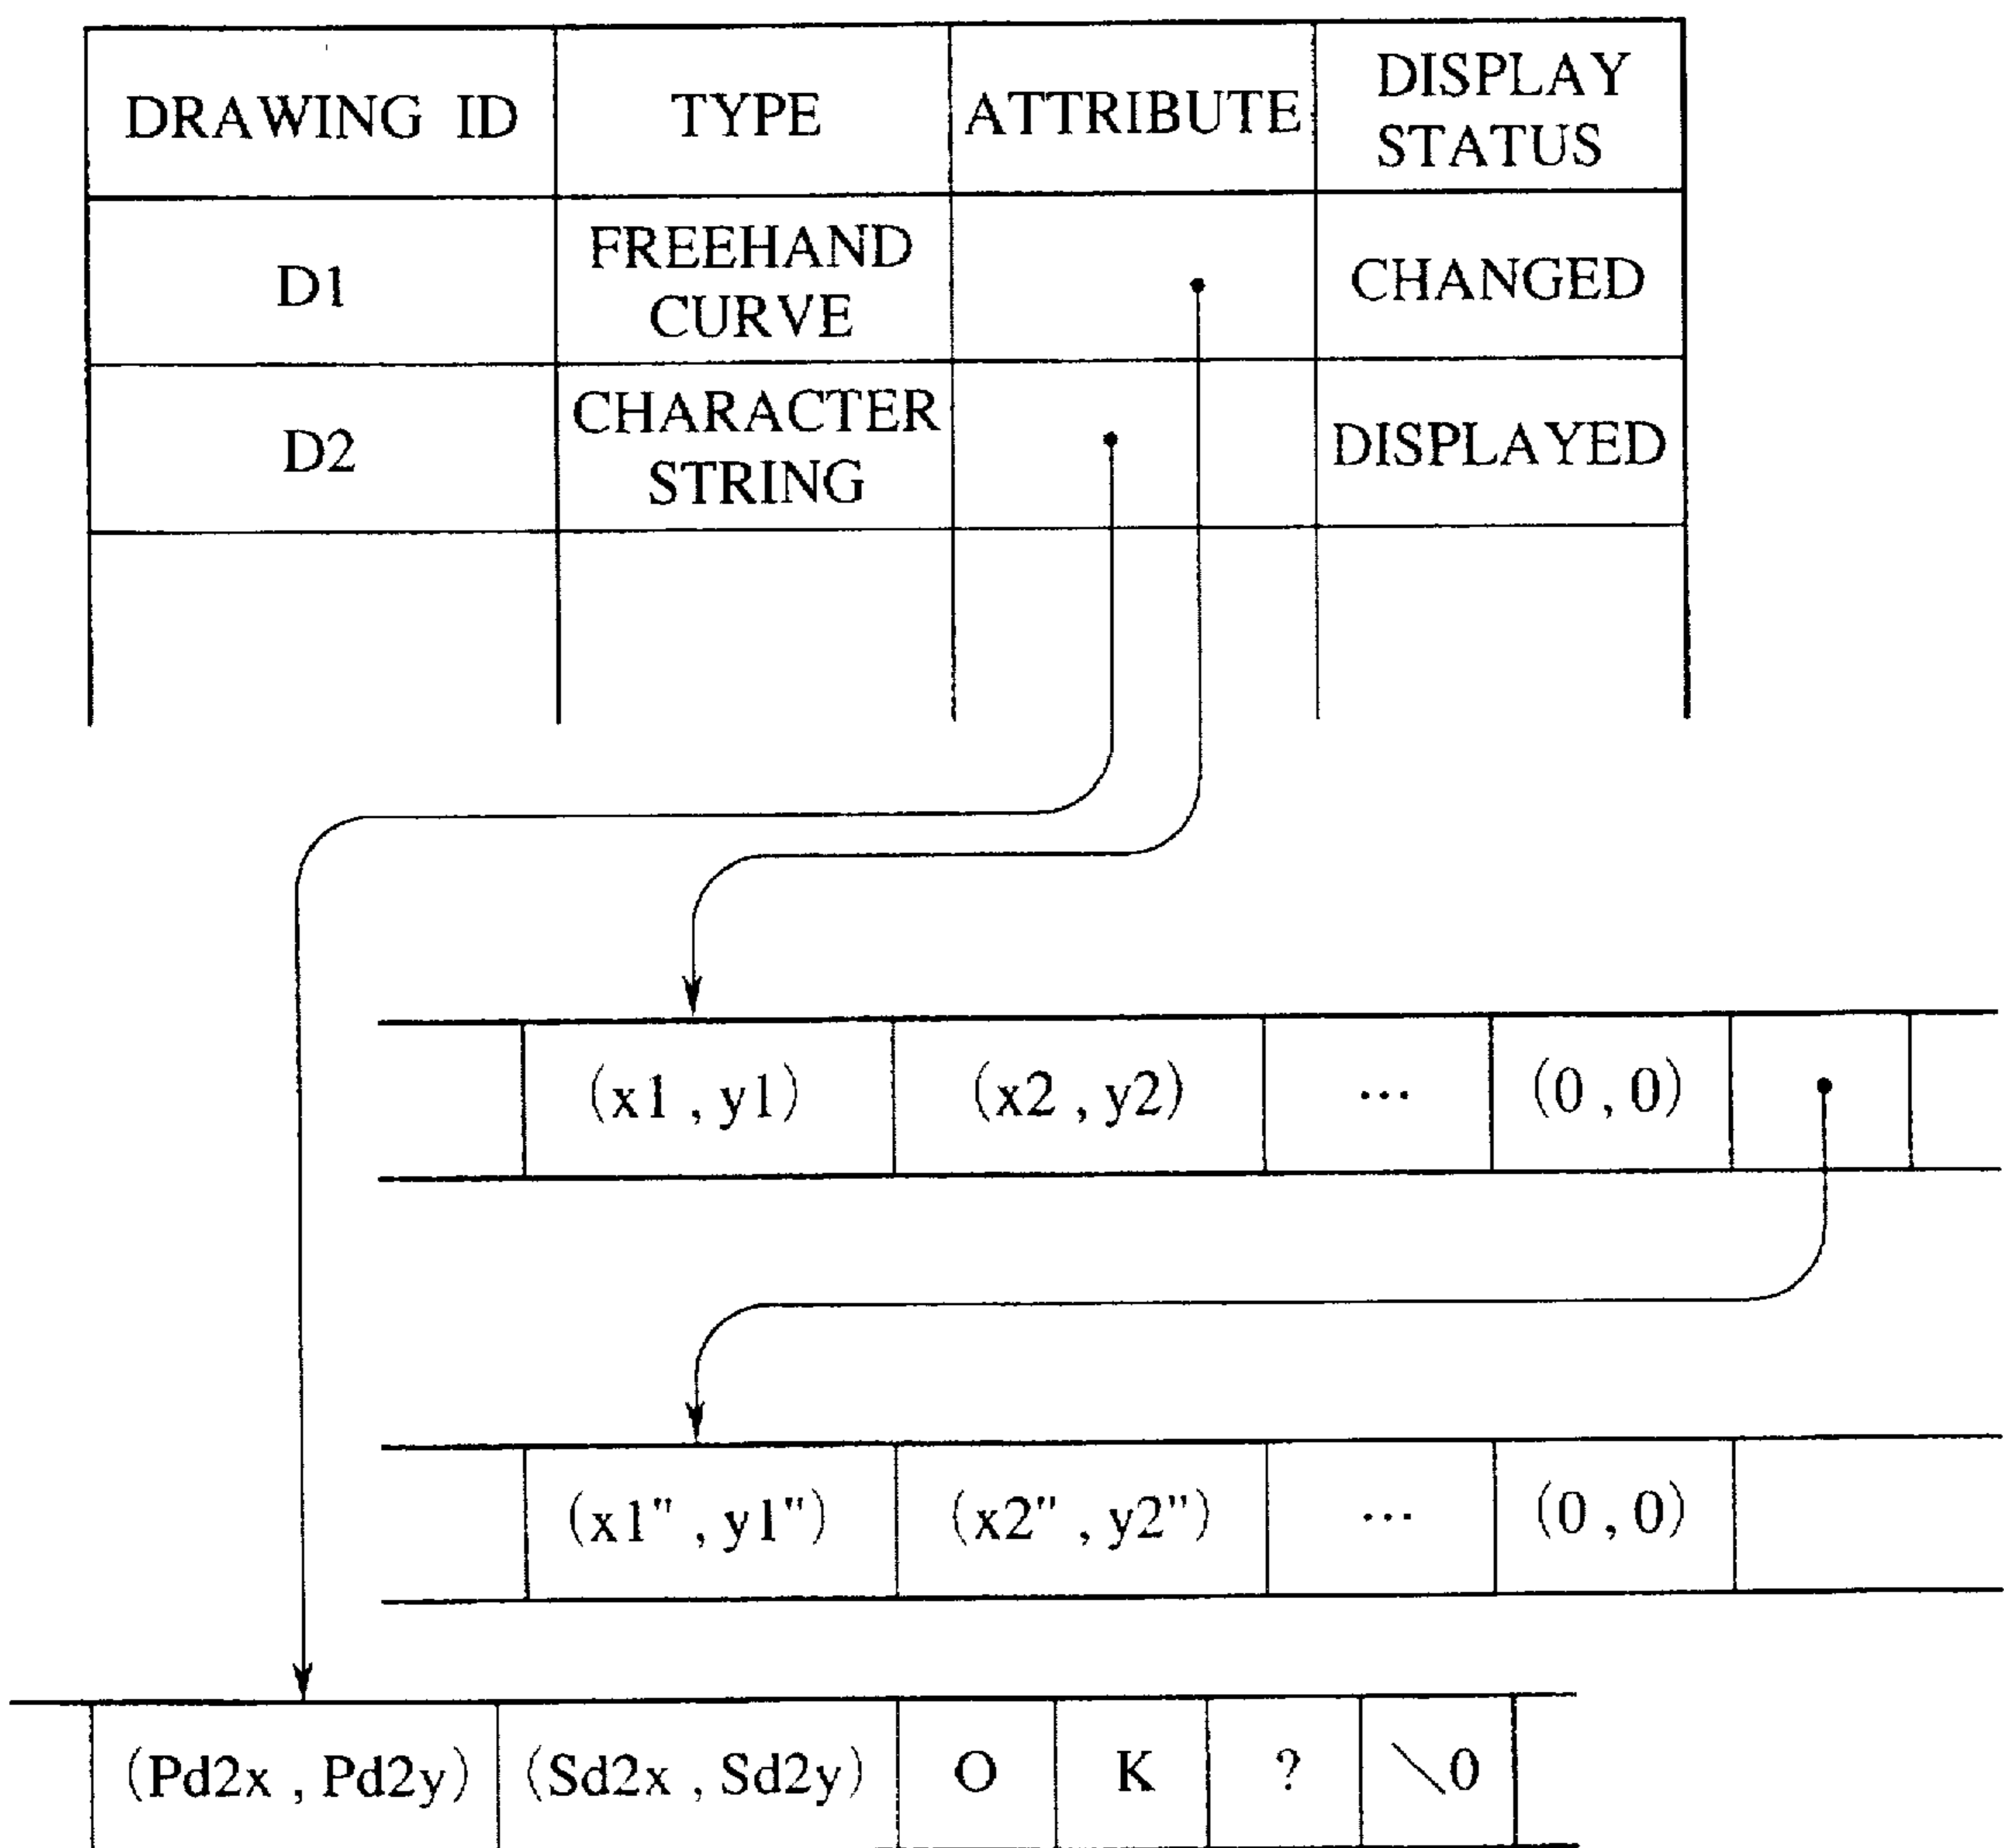 DRAWING ID TYPE ATTRIBUTE DISPLAY STATUS
D1 FREEHAND CURVE CHANGED
D2 CHARACTER STRING DISPLAYED
(x1 , y1) (x2 , y2) ... (0 , 0)
(x1" , y1") (x2" , y2") ... (0 , 0)
(Pd2x , Pd2y) (Sd2x , Sd2y) O K ? \0